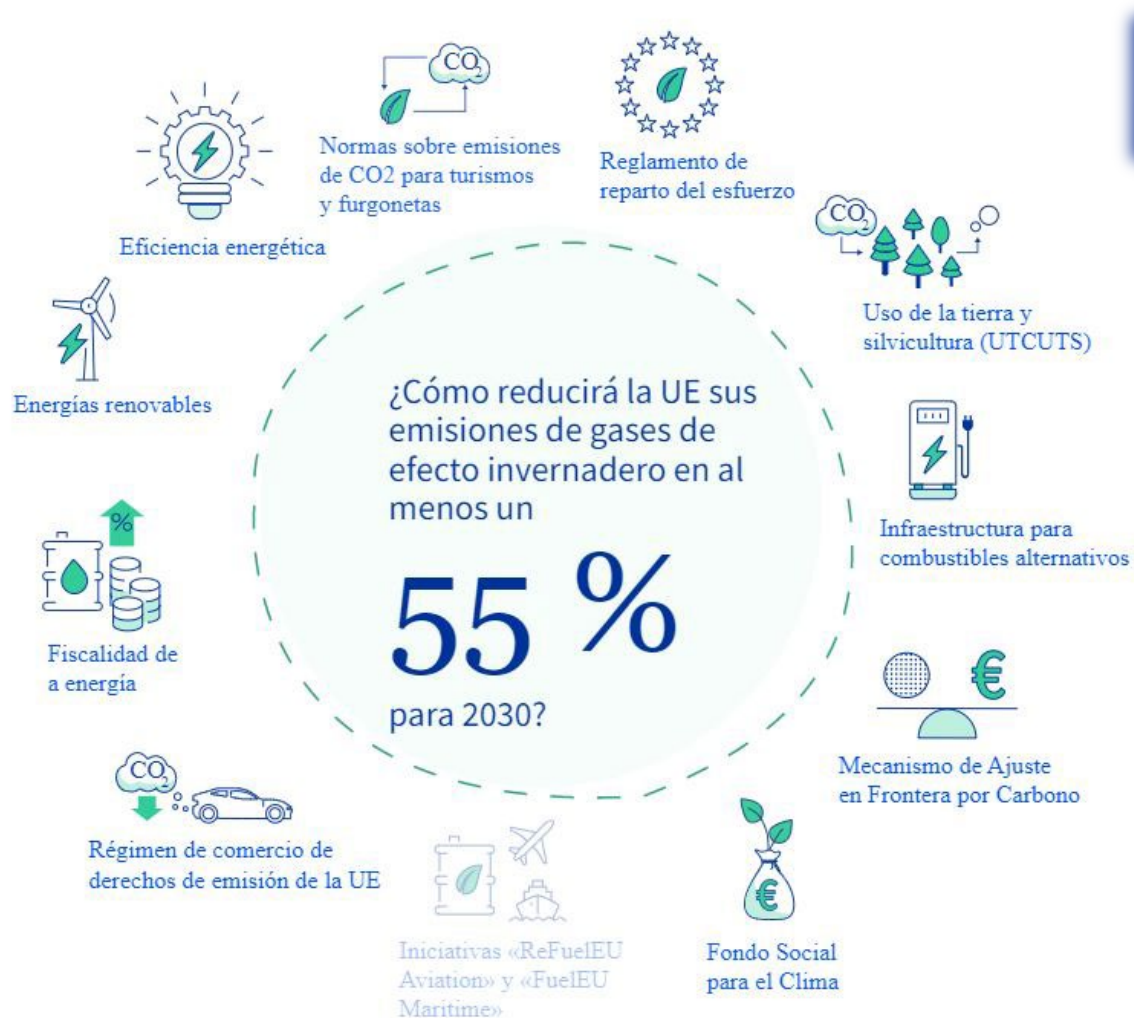 CO2
Normas sobre emisiones
de CO2 para turismos
y furgonetas
Reglamento de
reparto del esfuerzo
CO2
Uso de la tierra y
silvicultura (UTCUTS)
Eficiencia energética
Energías renovables
¿Cómo reducirá la UE sus
emisiones de gases de
efecto invernadero en al
menos un
55 %
para 2030?
Infraestructura para
combustibles alternativos
%
Fiscalidad de
a energía
€
Mecanismo de Ajuste
en Frontera por Carbono
CO2
Régimen de comercio de
derechos de emisión de la UE
Iniciativas «ReFuelEU
Aviation» y «FuelEU
Maritime»
€
Fondo Social
para el Clima